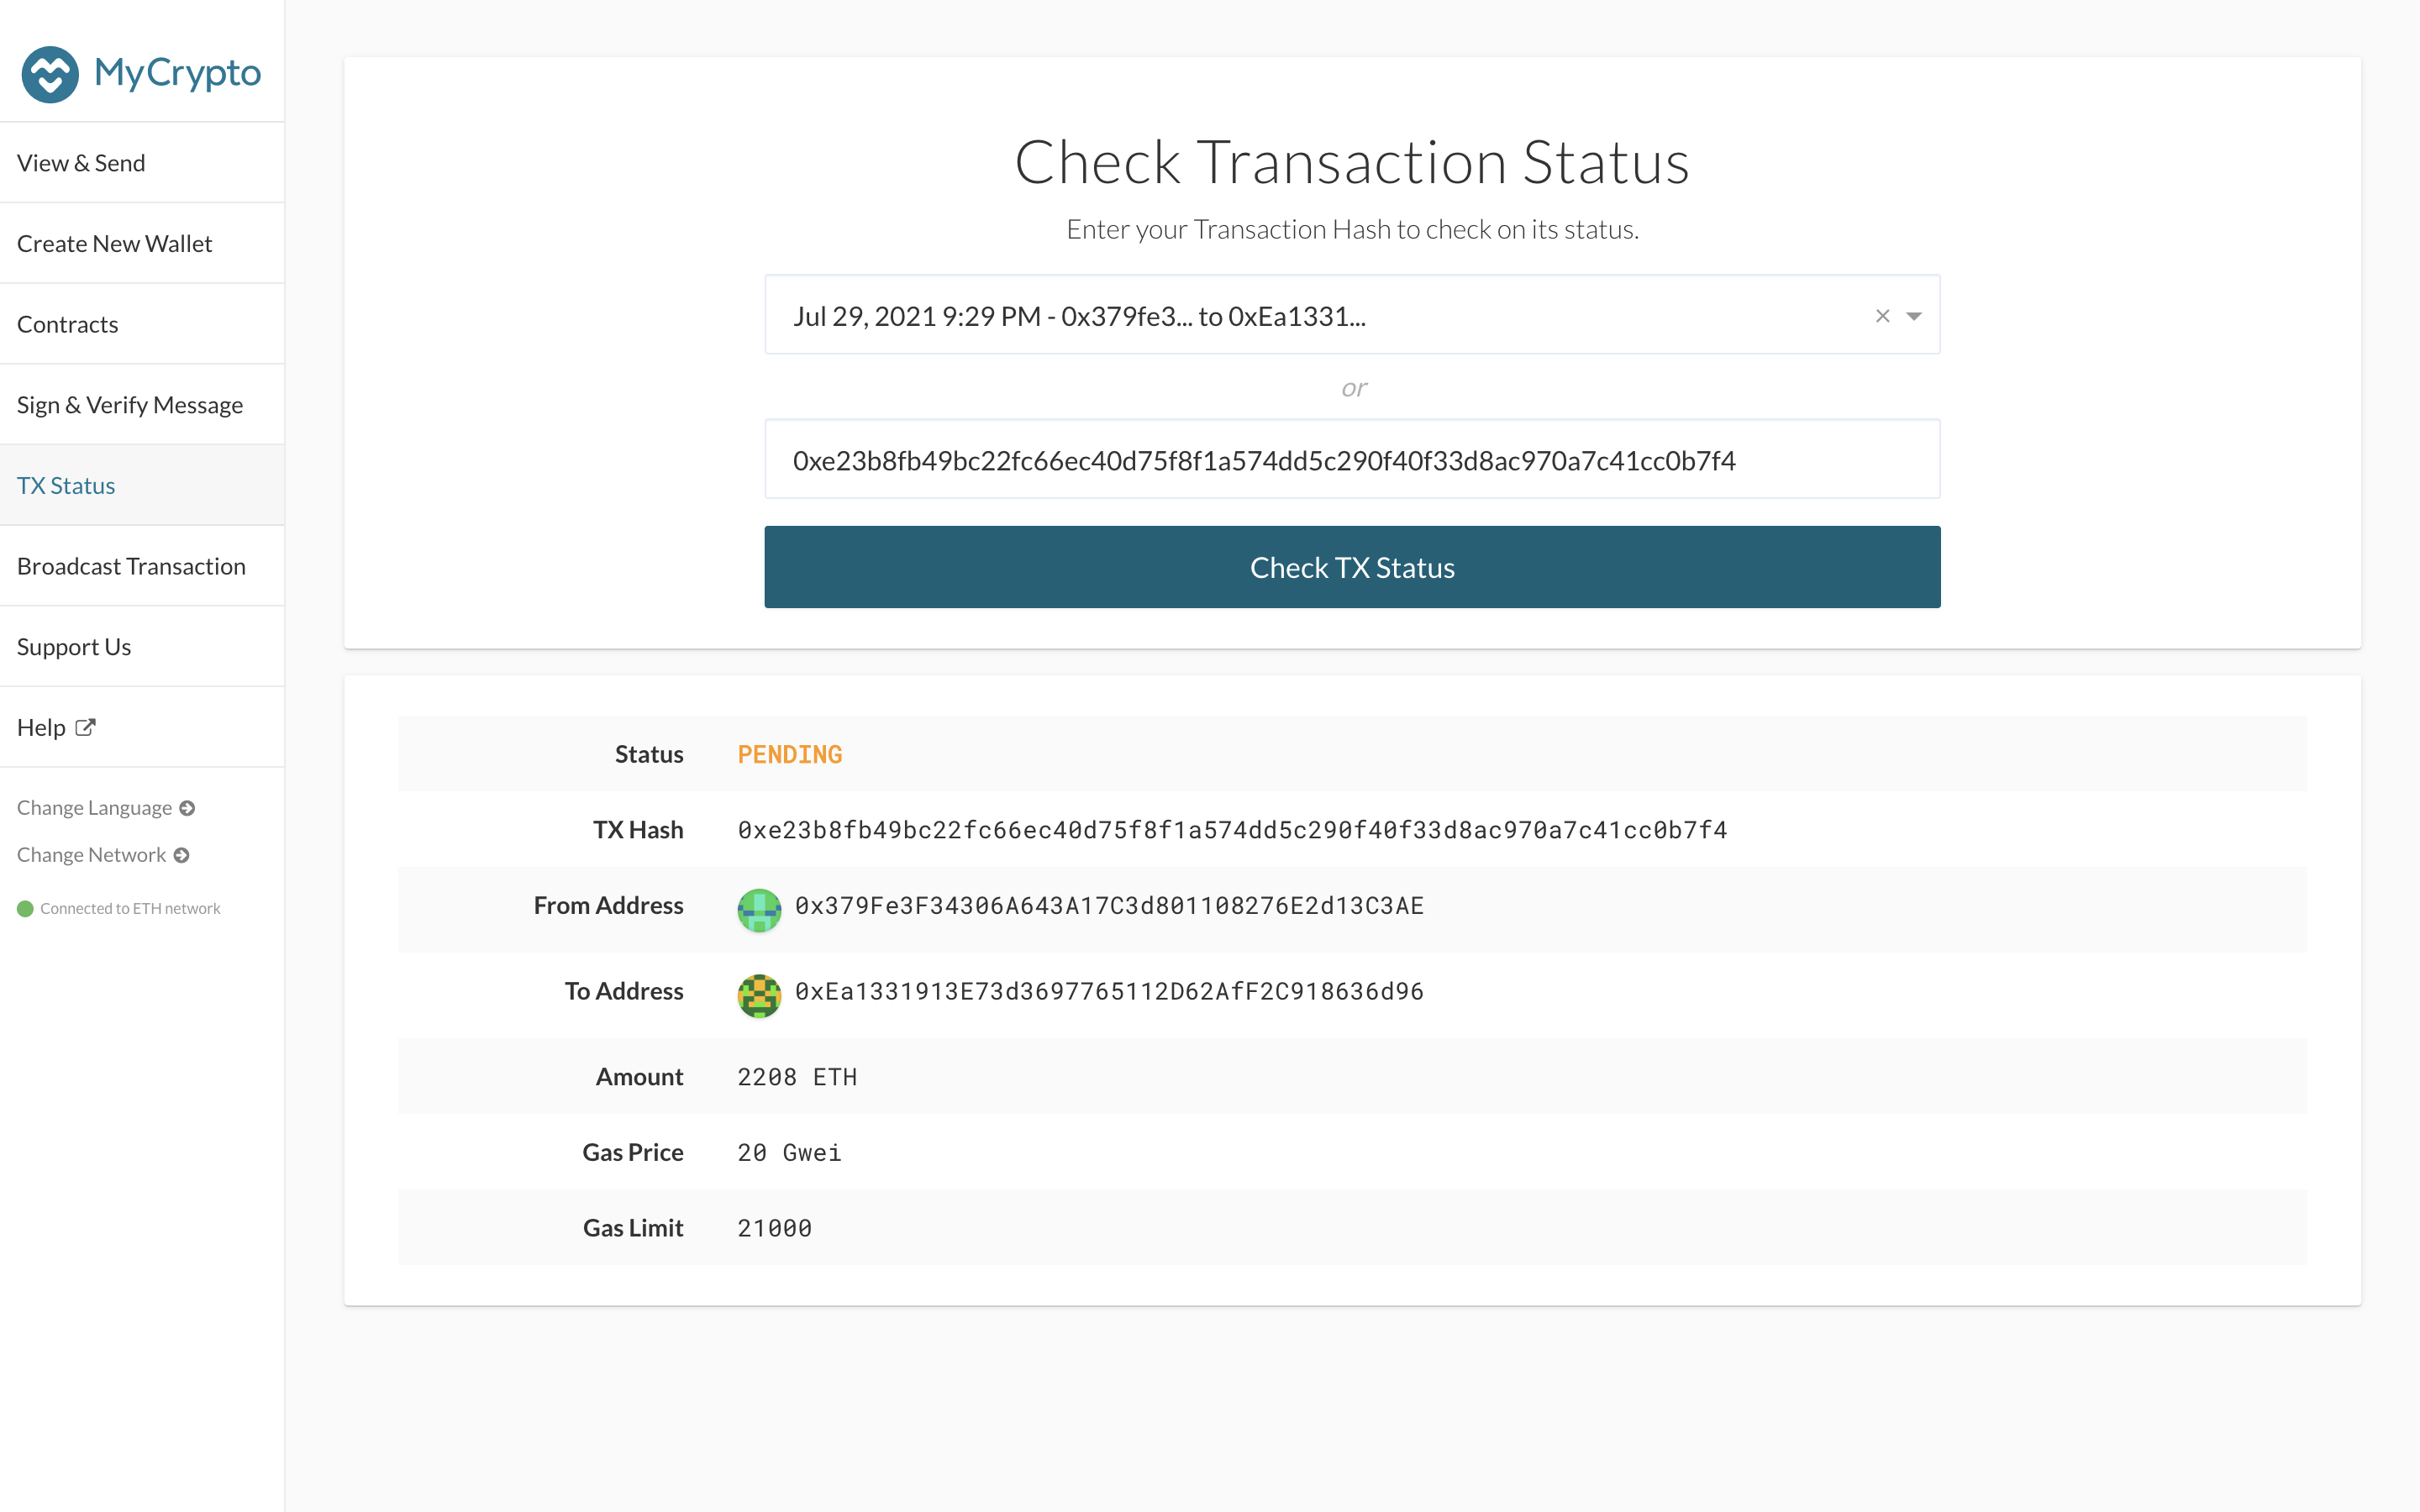 MyCrypto
View & Send
Create New Wallet
Contracts
Sign & Verify Message
TX Status
Broadcast Transaction
Support Us
Help
Change Language
Change Network
Connected to ETH network
Check Transaction Status
Enter your Transaction Hash to check on its status.
Jul 29, 2021 9:29 PM - 0x379fe3... to 0xEa1331...
or
0xe23b8fb49bc22fc66ec40d75f8f1a574dd5c290f40f33d8ac970a7c41cc0b7f4
Check TX Status
Status PENDING
TX Hash 0xe23b8fb49bc22fc66ec40d75f8f1a574dd5c290f40f33d8ac970a7c41cc0b7f4
From Address 0x379Fe3F34306A643A17C3d801108276E2d13C3AE
To Address 0xEa1331913E73d3697765112D62AfF2C918636d96
Amount 2208 ETH
Gas Price 20 Gwei
Gas Limit 21000